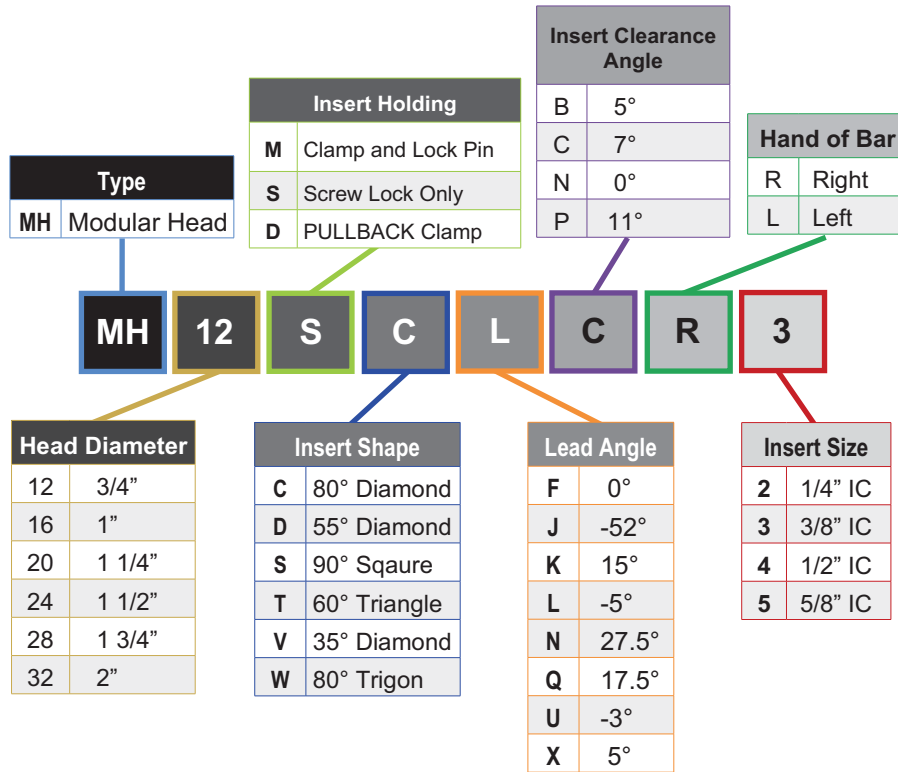 Insert Clearance
Angle
B 5°
C 7°
N 0°
P 11°
Insert Holding
M Clamp and Lock Pin
S Screw Lock Only
D PULLBACK Clamp
Hand of Bar
R Right
L Left
Type
MH Modular Head
MH 12 S C L C R 3
Head Diameter
12 3/4”
16 1”
20 1 1/4”
24 1 1/2”
28 1 3/4”
32 2”
Insert Shape
C 80° Diamond
D 55° Diamond
S 90° Sqaure
T 60° Triangle
V 35° Diamond
W 80° Trigon
Lead Angle
F 0°
J -52°
K 15°
L -5°
N 27.5°
Q 17.5°
U -3°
X 5°
Insert Size
2 1/4” IC
3 3/8” IC
4 1/2” IC
5 5/8” IC